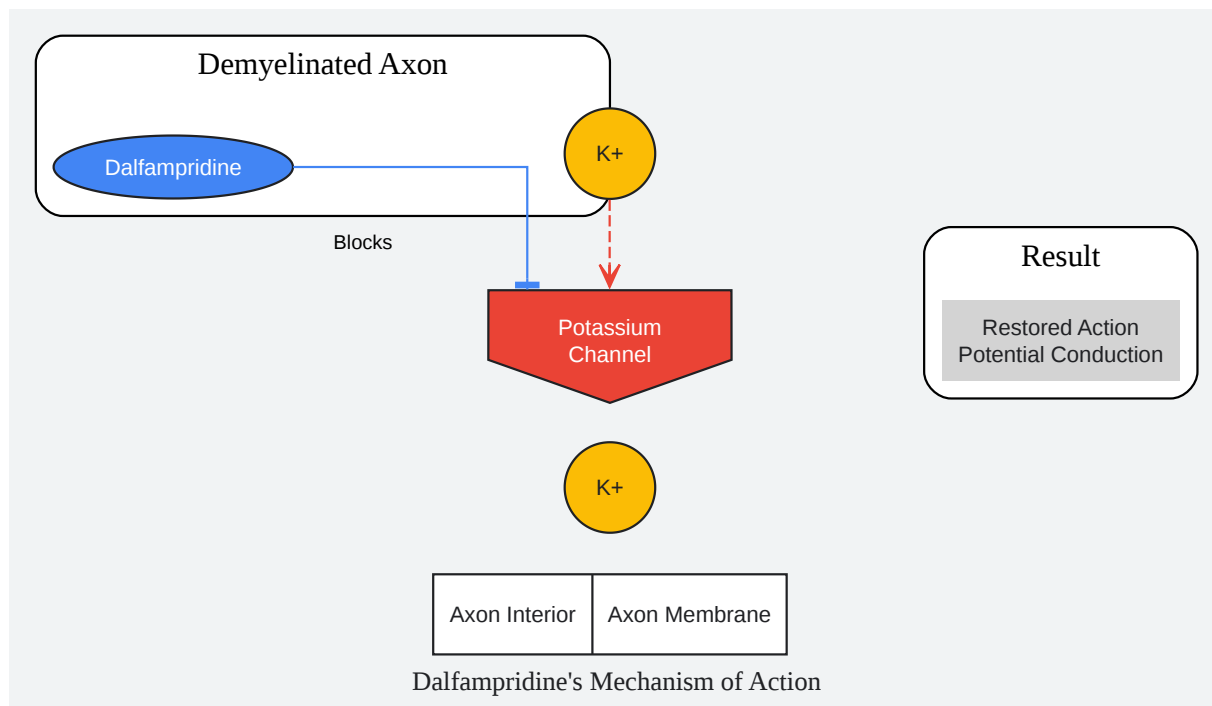 Demyelinated Axon
K+
Dalfampridine
Blocks
Result
Potassium
Channel
Restored Action
Potential Conduction
K+
Axon Interior
Axon Membrane
Dalfampridine's Mechanism of Action